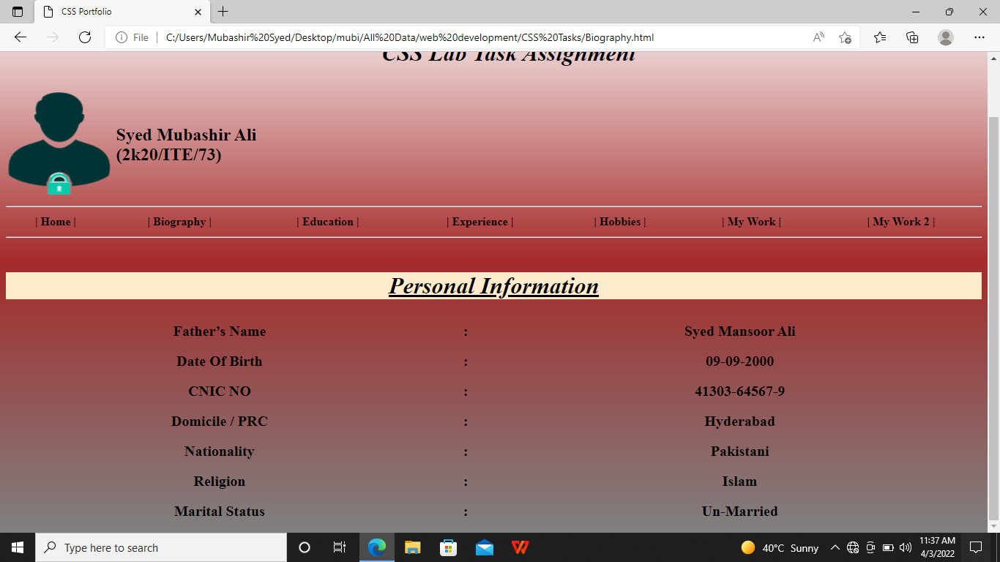 CSS Portfolio
File | C:/Users/Mubashir%20Syed/Desktop/mubi/All%20Data/web%20development/CSS%20Tasks/Biography.html
CSS Lab Task Assignment
Syed Mubashir Ali
(2k20/ITE/73)
| Home | | Biography | | Education | | Experience | | Hobbies | | My Work | | My Work 2 |
Personal Information
Father’s Name : Syed Mansoor Ali
Date Of Birth : 09-09-2000
CNIC NO : 41303-64567-9
Domicile / PRC : Hyderabad
Nationality : Pakistani
Religion : Islam
Marital Status : Un-Married
Type here to search
40°C Sunny
11:37 AM
4/3/2022